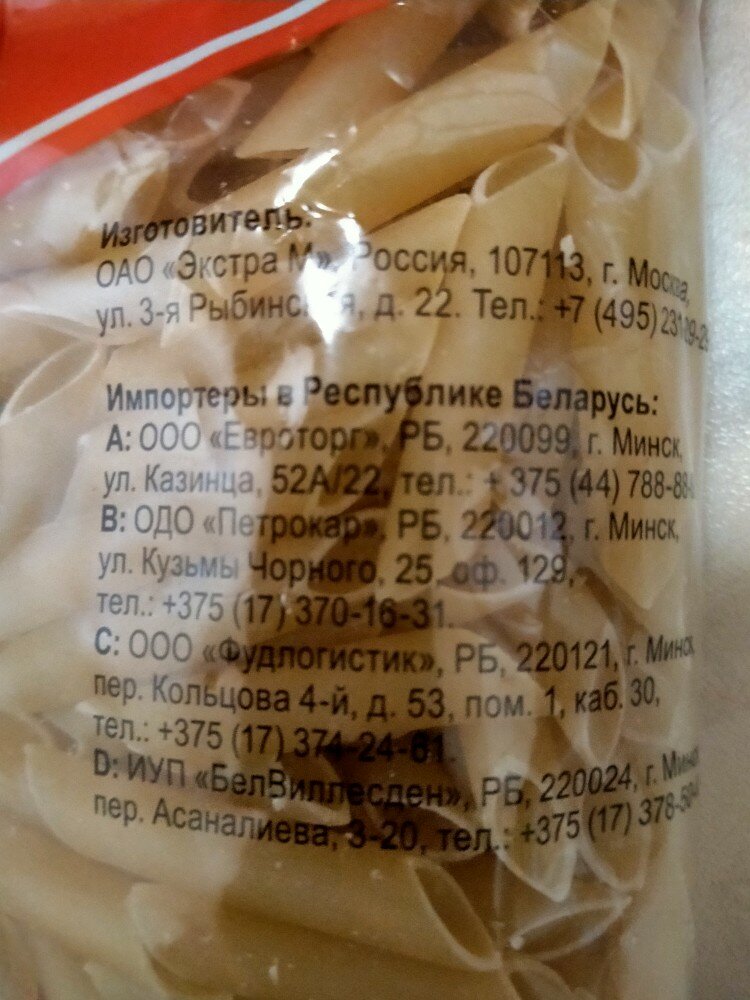 Изготовитель:
ОАО «Экстра М», Россия, 107113, г. Москва,
ул. 3-я Рыбинская, д. 22. Тел.: +7 (495)
Импортеры в Республике Беларусь:
A: ООО «Евроторг», РБ, 220099, г. Минск,
ул. Казинца, 52А/22, тел.: + 375 (44)
B: ОДО «Петрокар», РБ, 220012, г. Минск,
ул. Кузьмы Чорного, 25, оф. 129,
тел.: +375 (17) 370-16-31.
C: ООО «Фудлогистик», РБ, 220121, г. Минск
пер. Кольцова 4-й, д. 53, пом. 1, каб. 30,
тел.: +375 (17) 374-24-81.
D: ИУП «БелВиллесден», РБ, 220024, г. Минск
пер. Асаналиева, 3-20, тел.: +375 (17)